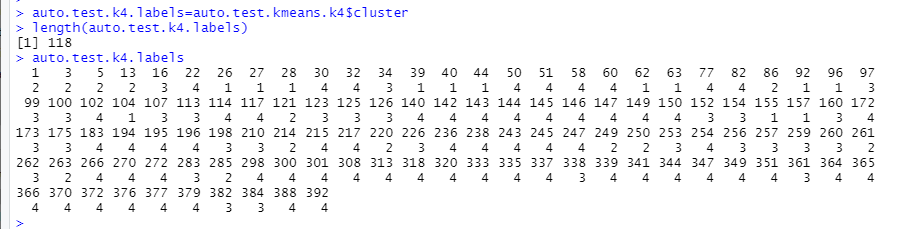 > auto.test.k4.labels=auto.test.kmeans.k4$cluster
> length(auto.test.k4.labels)
[1] 118
> auto.test.k4.labels
1 3 5 13 16 22 26 27 28 30 32 34 39 40 44 50 51 58 60 62 63 77 82 86 92 96 97
2 2 2 2 3 4 1 1 1 4 4 3 1 1 1 4 4 4 4 1 1 4 4 2 1 1 3
99 100 102 104 107 113 114 117 121 123 125 126 140 142 143 144 145 146 147 149 150 152 154 155 157 160 172
3 3 4 1 3 3 4 4 2 3 3 3 4 4 4 4 4 4 4 4 4 3 3 1 1 3 4
173 175 183 194 195 196 198 210 214 215 217 220 226 236 238 243 245 247 249 250 253 254 256 257 259 260 261
3 3 4 4 4 4 3 3 2 4 4 2 3 4 4 4 4 4 2 2 3 4 3 3 3 3 2
262 263 266 270 272 283 285 298 300 301 308 313 318 320 333 335 337 338 339 341 344 347 349 351 361 364 365
3 2 4 4 4 3 2 4 4 4 4 4 4 4 4 4 4 3 4 4 4 4 4 4 3 4 4
366 370 372 376 377 379 382 384 388 392
4 4 4 4 4 4 3 3 4 4
>